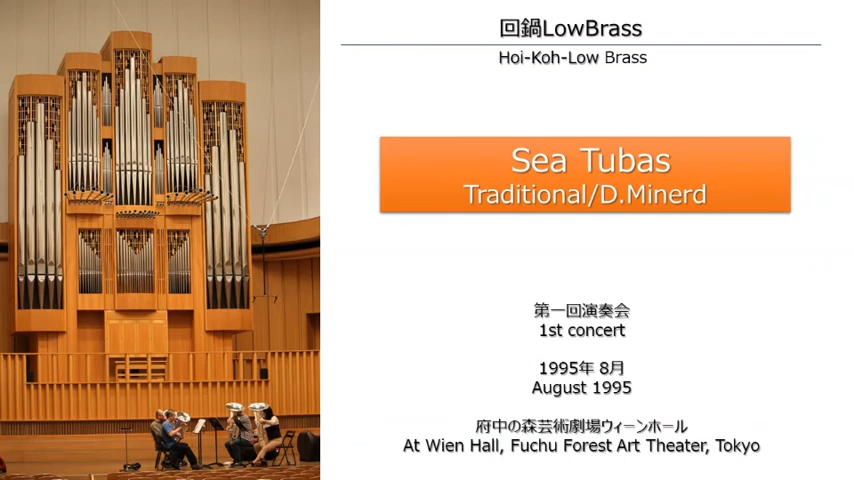 回鍋LowBrass
Hoi-Koh-Low Brass
Sea Tubas
Traditional/D.Minerd
第一回演奏会
1st concert
1995年 8月
August 1995
府中の森芸術劇場ウィーンホール
At Wien Hall, Fuchu Forest Art Theater, Tokyo